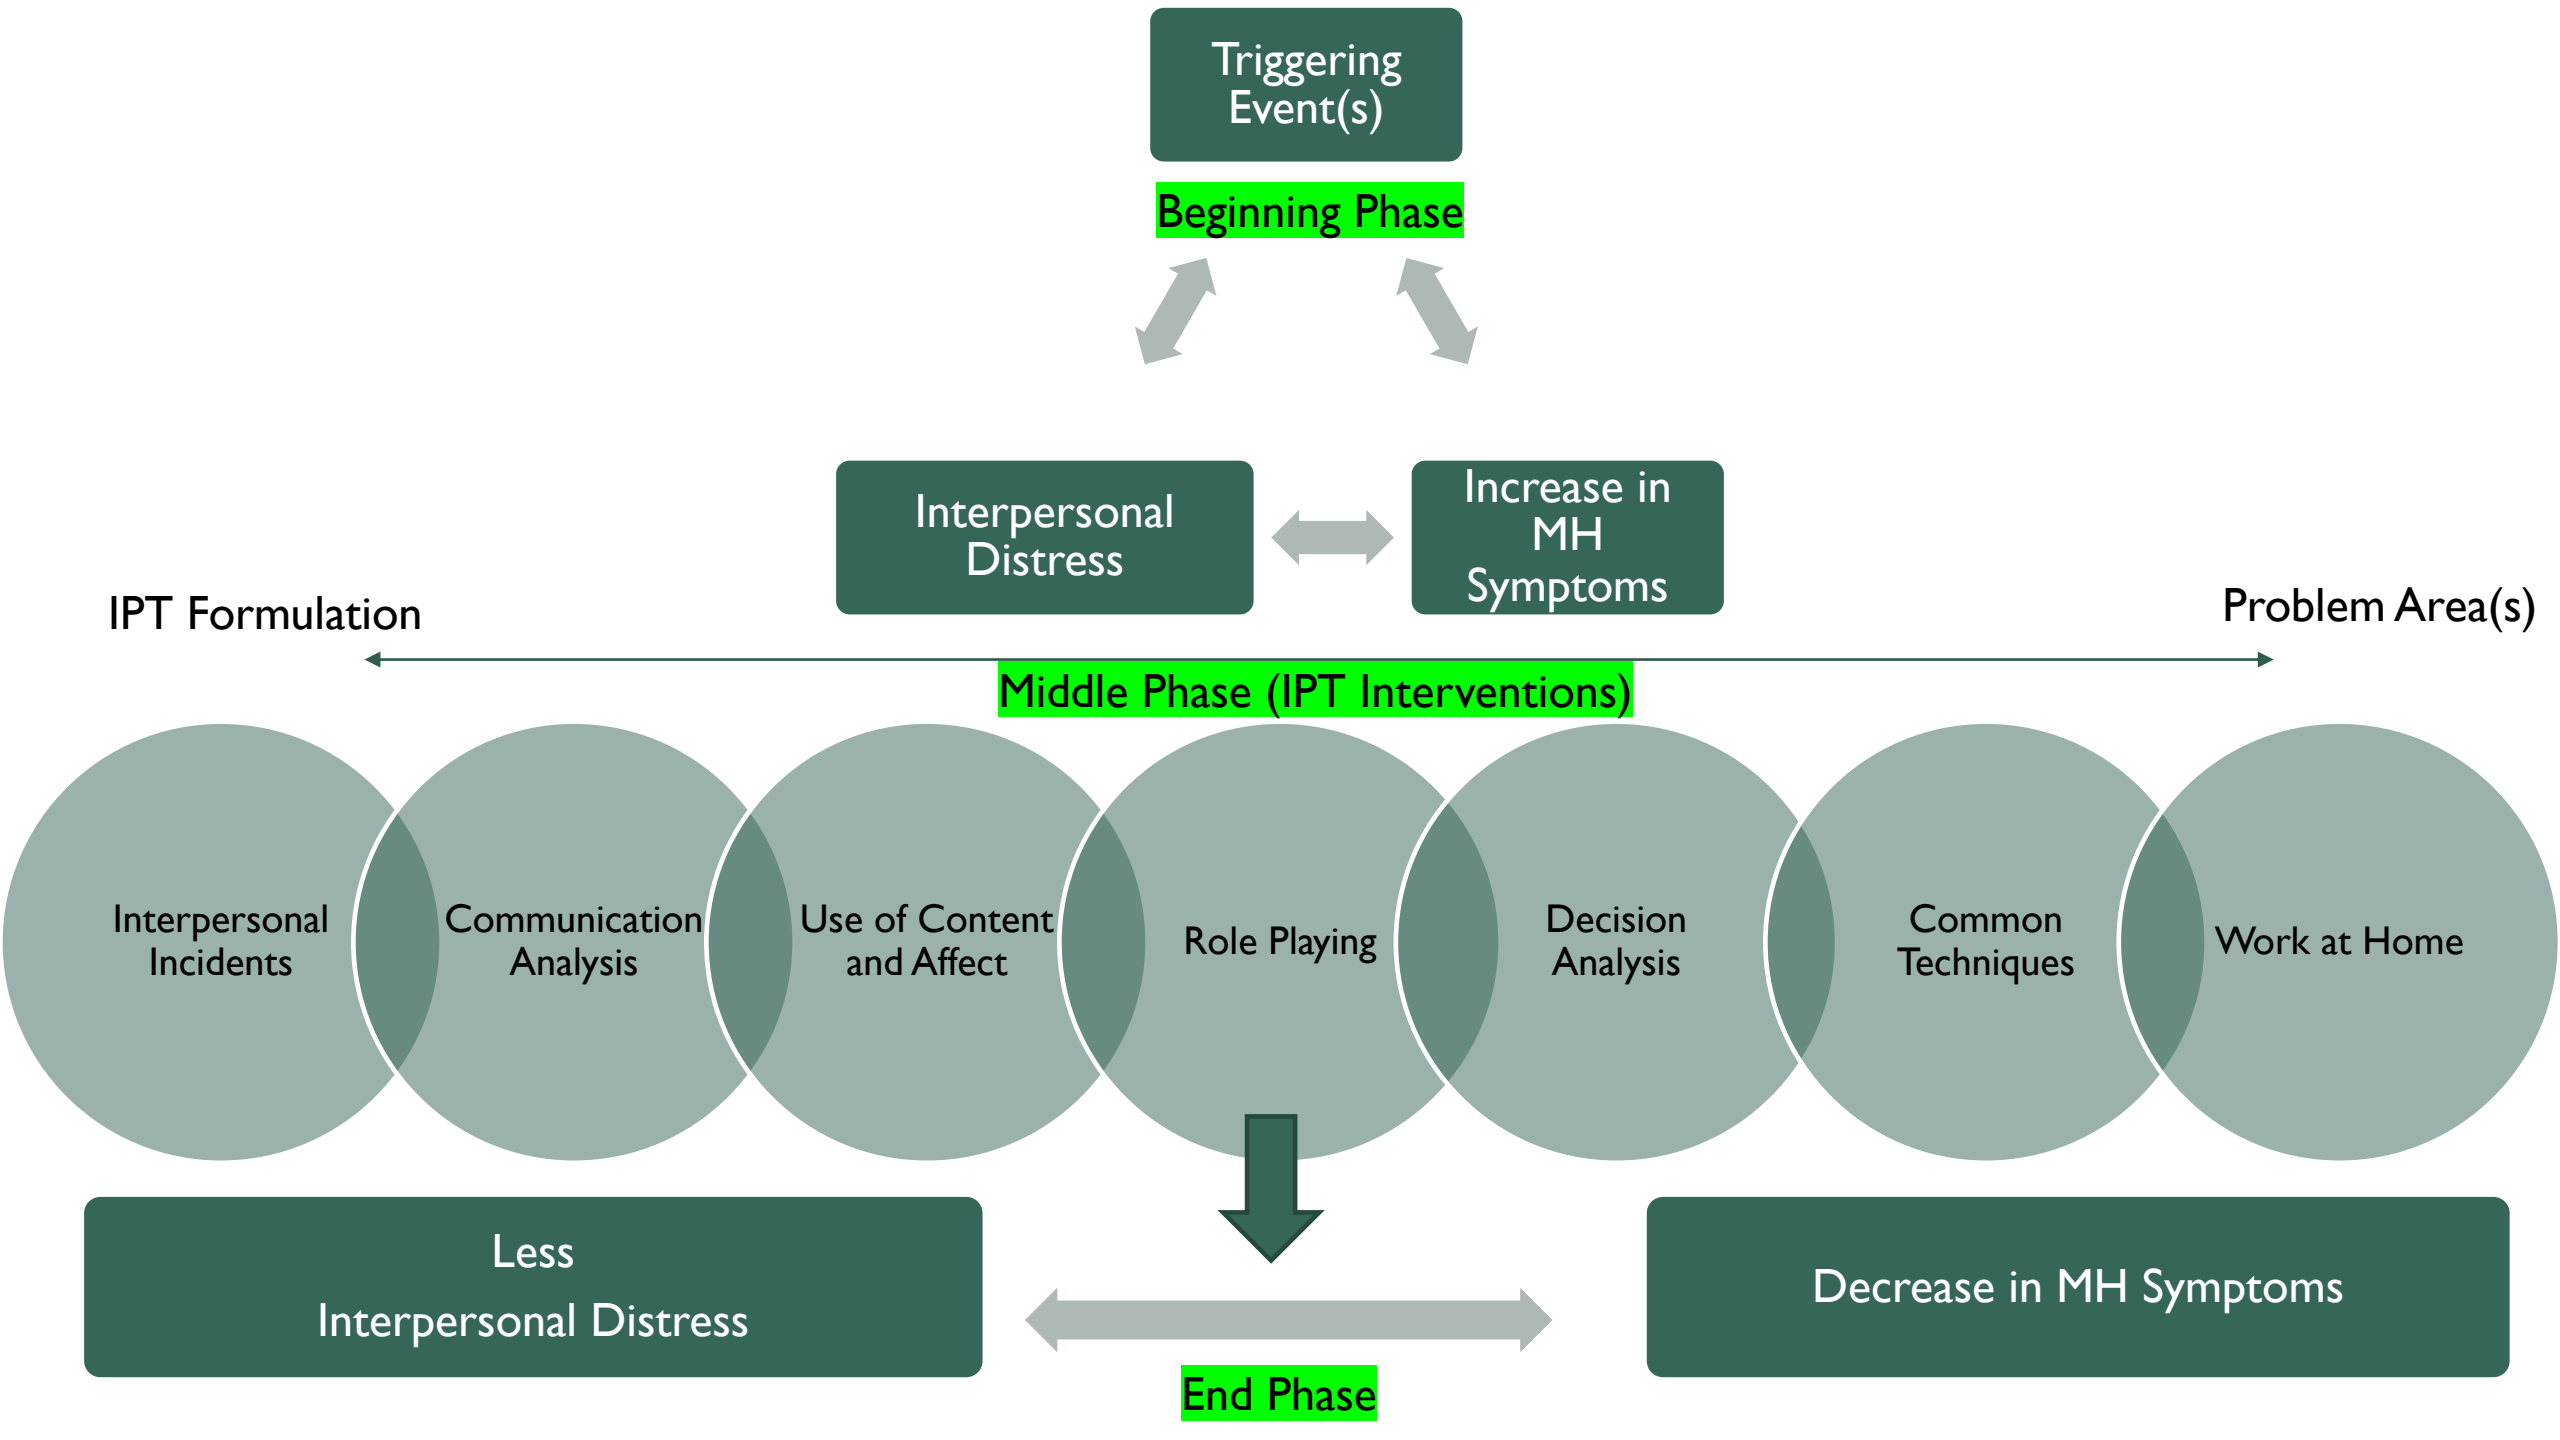 Triggering
Event(s)
Beginning Phase
Interpersonal
Distress
Increase in
MH
Symptoms
IPT Formulation
Problem Area(s)
Middle Phase (IPT Interventions)
Interpersonal
Incidents
Communication
Analysis
Use of Content
and Affect
Role Playing
Decision
Analysis
Common
Techniques
Work at Home
Less
Interpersonal Distress
Decrease in MH Symptoms
End Phase